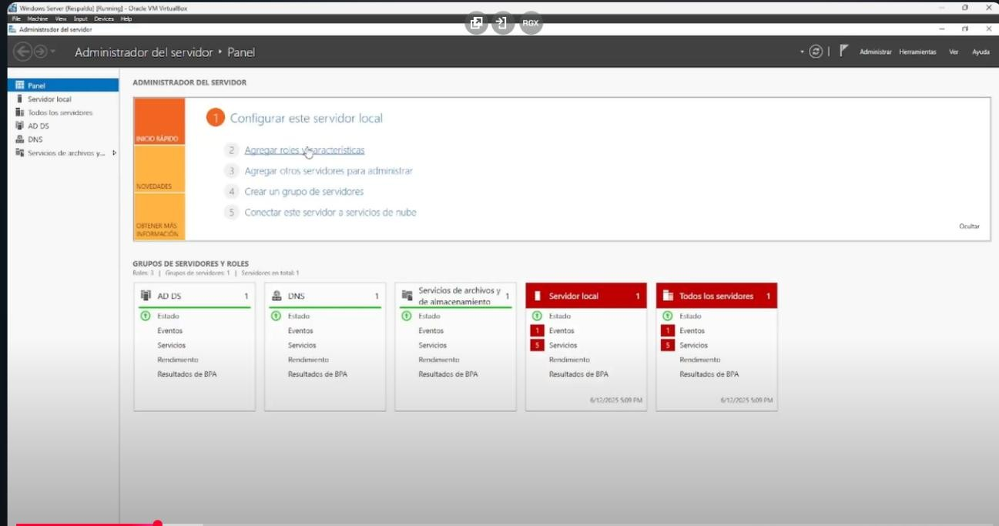 Windows Server (Respaldo) [Running] - Oracle VM VirtualBox
File Machine View Input Devices Help
RGX
Administrador del servidor
Administrador del servidor ‣ Panel
Administrar Herramientas Ver Ayuda
Panel
Servidor local
Todos los servidores
AD DS
DNS
Servicios de archivos y...
ADMINISTRADOR DEL SERVIDOR
INICIO RÁPIDO
NOVEDADES
OBTENER MÁS
INFORMACIÓN
1 Configurar este servidor local
2 Agregar roles y características
3 Agregar otros servidores para administrar
4 Crear un grupo de servidores
5 Conectar este servidor a servicios de nube
Ocultar
GRUPOS DE SERVIDORES Y ROLES
Roles: 3 | Grupos de servidores: 1 | Servidores en total: 1
AD DS 1
Estado
Eventos
Servicios
Rendimiento
Resultados de BPA
DNS 1
Estado
Eventos
Servicios
Rendimiento
Resultados de BPA
Servicios de archivos y
de almacenamiento 1
Estado
Eventos
Servicios
Rendimiento
Resultados de BPA
Servidor local 1
Estado
1 Eventos
5 Servicios
Rendimiento
Resultados de BPA
6/12/2025 5:09 PM
Todos los servidores 1
Estado
1 Eventos
5 Servicios
Rendimiento
Resultados de BPA
6/12/2025 5:09 PM